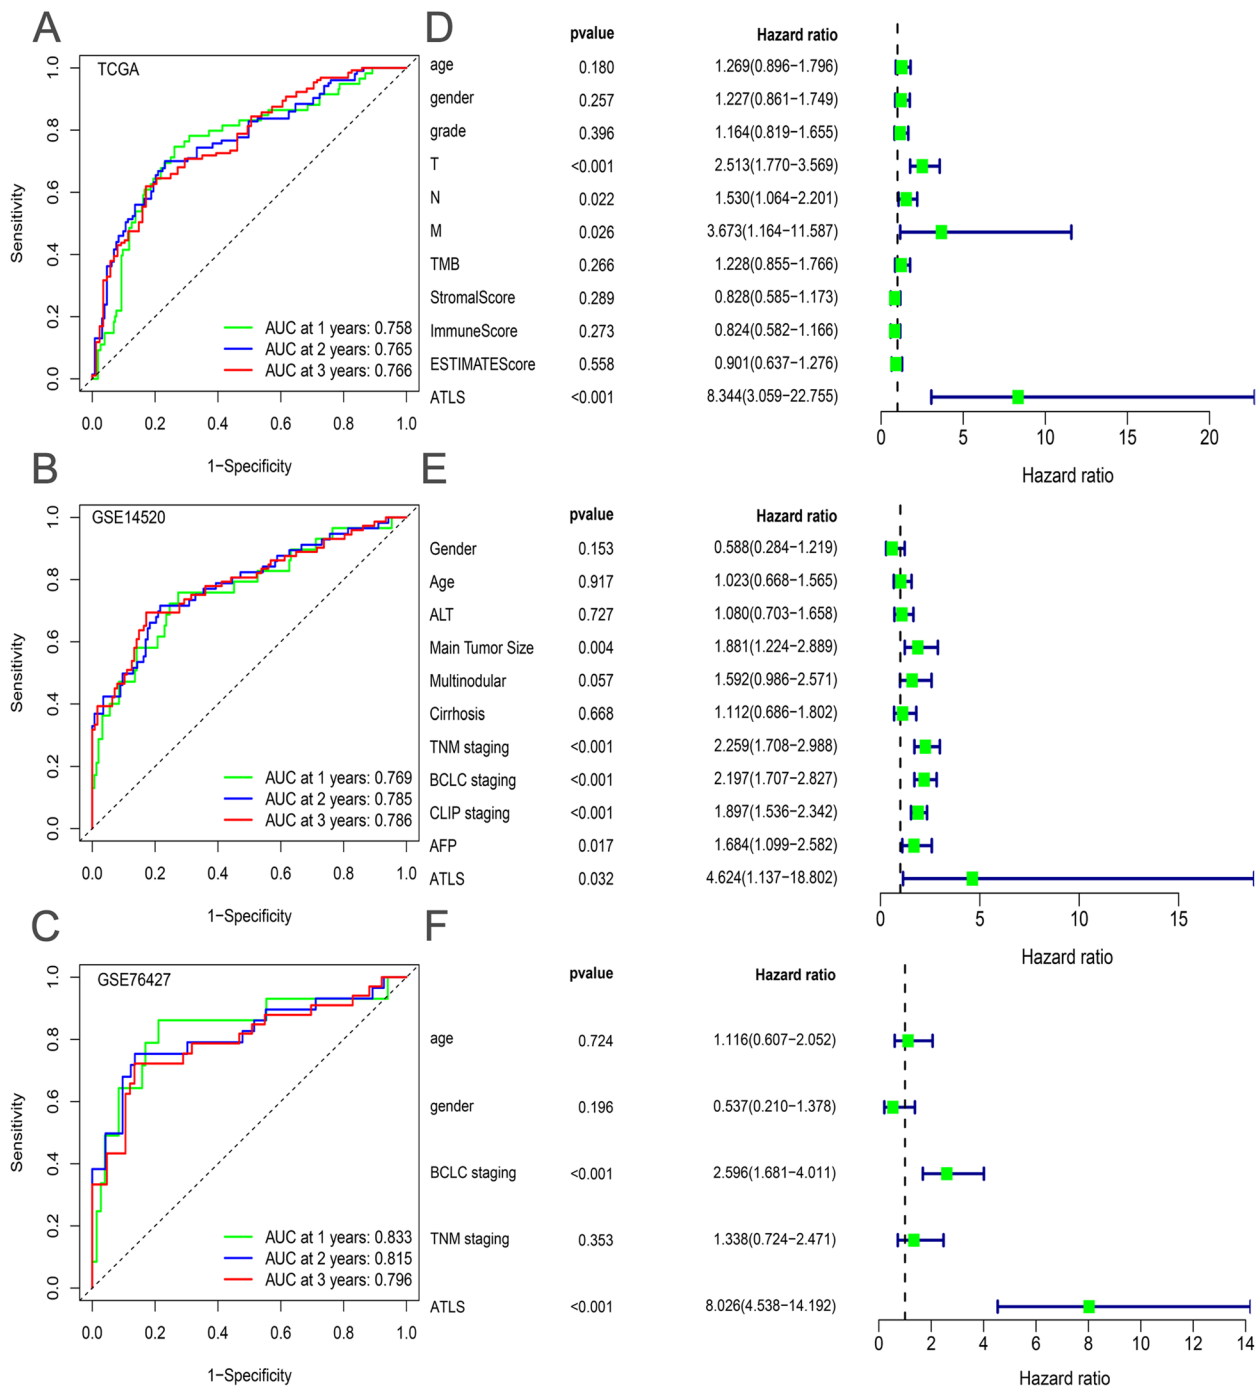 A
TCGA
Sensitivity
0.0 0.2 0.4 0.6 0.8 1.0
AUC at 1 years: 0.758
AUC at 2 years: 0.765
AUC at 3 years: 0.766
0.0 0.2 0.4 0.6 0.8 1.0
1−Specificity
D
pvalue Hazard ratio
age 0.180 1.269(0.896−1.796)
gender 0.257 1.227(0.861−1.749)
grade 0.396 1.164(0.819−1.655)
T <0.001 2.513(1.770−3.569)
N 0.022 1.530(1.064−2.201)
M 0.026 3.673(1.164−11.587)
TMB 0.266 1.228(0.855−1.766)
StromalScore 0.289 0.828(0.585−1.173)
ImmuneScore 0.273 0.824(0.582−1.166)
ESTIMATEScore 0.558 0.901(0.637−1.276)
ATLS <0.001 8.344(3.059−22.755)
0 5 10 15 20
Hazard ratio
B
GSE14520
Sensitivity
0.0 0.2 0.4 0.6 0.8 1.0
AUC at 1 years: 0.769
AUC at 2 years: 0.785
AUC at 3 years: 0.786
0.0 0.2 0.4 0.6 0.8 1.0
1−Specificity
E
pvalue Hazard ratio
Gender 0.153 0.588(0.284−1.219)
Age 0.917 1.023(0.668−1.565)
ALT 0.727 1.080(0.703−1.658)
Main Tumor Size 0.004 1.881(1.224−2.889)
Multinodular 0.057 1.592(0.986−2.571)
Cirrhosis 0.668 1.112(0.686−1.802)
TNM staging <0.001 2.259(1.708−2.988)
BCLC staging <0.001 2.197(1.707−2.827)
CLIP staging <0.001 1.897(1.536−2.342)
AFP 0.017 1.684(1.099−2.582)
ATLS 0.032 4.624(1.137−18.802)
0 5 10 15
Hazard ratio
C
GSE76427
Sensitivity
0.0 0.2 0.4 0.6 0.8 1.0
AUC at 1 years: 0.833
AUC at 2 years: 0.815
AUC at 3 years: 0.796
0.0 0.2 0.4 0.6 0.8 1.0
1−Specificity
F
pvalue Hazard ratio
age 0.724 1.116(0.607−2.052)
gender 0.196 0.537(0.210−1.378)
BCLC staging <0.001 2.596(1.681−4.011)
TNM staging 0.353 1.338(0.724−2.471)
ATLS <0.001 8.026(4.538−14.192)
0 2 4 6 8 10 12 14
Hazard ratio